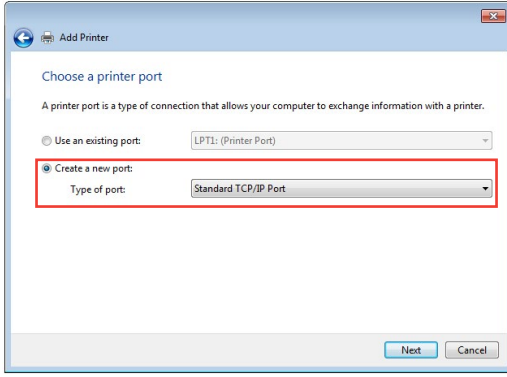 Add Printer
Choose a printer port
A printer port is a type of connection that allows your computer to exchange information with a printer.
Use an existing port: LPT1: (Printer Port)
Create a new port:
Type of port: Standard TCP/IP Port
Next Cancel